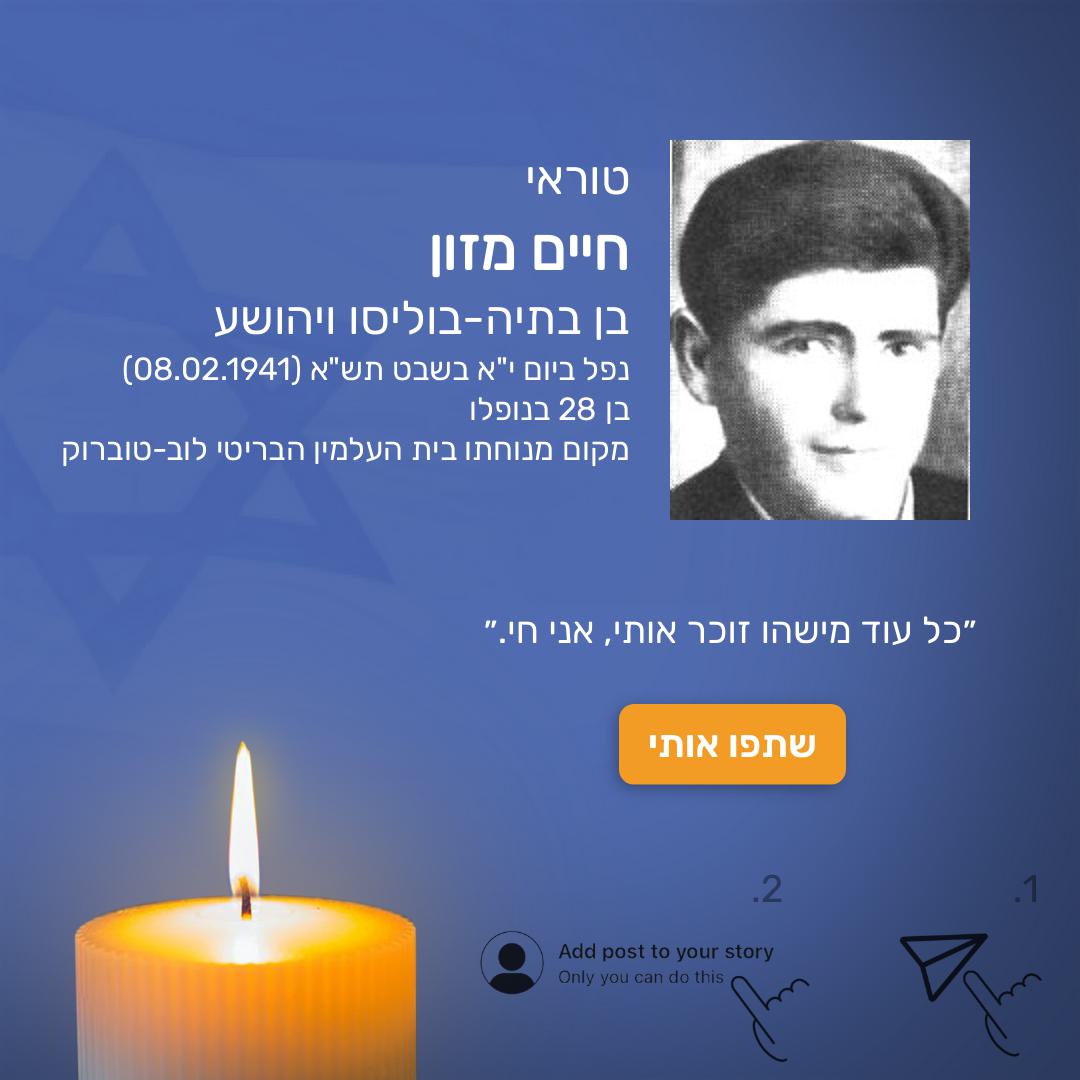 טוראי
חיים מזון
בן בתיה-בוליסו ויהושע
נפל ביום י"א בשבט תש"א (08.02.1941)
בן 28 בנופלו
מקום מנוחתו בית העלמין הבריטי לוב-טוברוק
״כל עוד מישהו זוכר אותי, אני חי.״
שתפו אותי
1.
2.
Add post to your story
Only you can do this